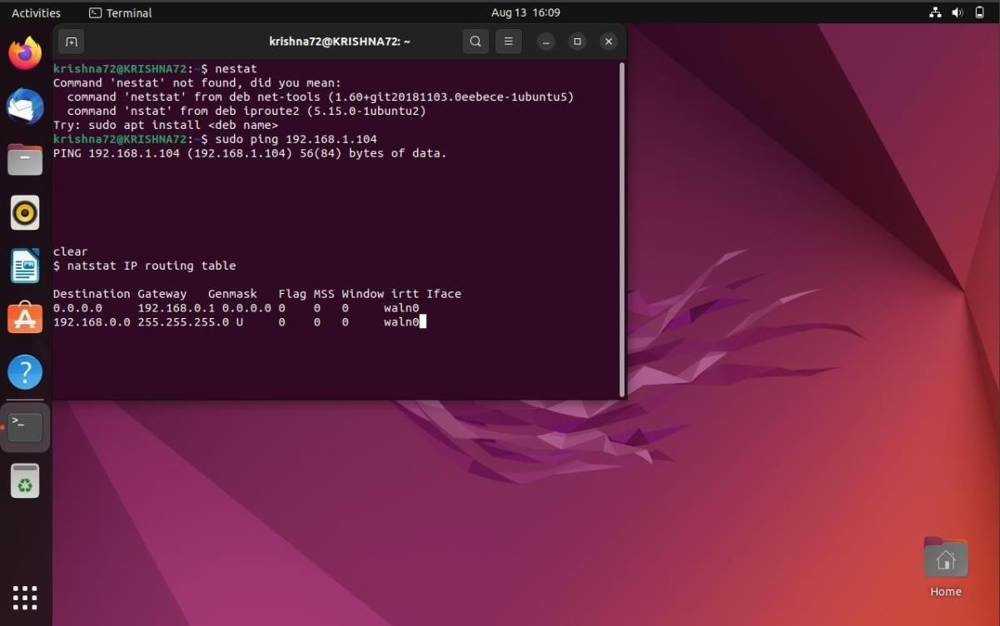 Activities
Terminal
Aug 13 16:09
krishna72@KRISHNA72: ~
krishna72@KRISHNA72:~$ nestat
Command 'nestat' not found, did you mean:
command 'netstat' from deb net-tools (1.60+git20181103.0eebece-1ubuntu5)
command 'nstat' from deb iproute2 (5.15.0-1ubuntu2)
Try: sudo apt install <deb name>
krishna72@KRISHNA72:~$ sudo ping 192.168.1.104
PING 192.168.1.104 (192.168.1.104) 56(84) bytes of data.
clear
$ natstat IP routing table
Destination Gateway Genmask Flag MSS Window irtt Iface
0.0.0.0 192.168.0.1 0.0.0.0 0 0 0 waln0
192.168.0.0 255.255.255.0 U 0 0 0 waln0
Home